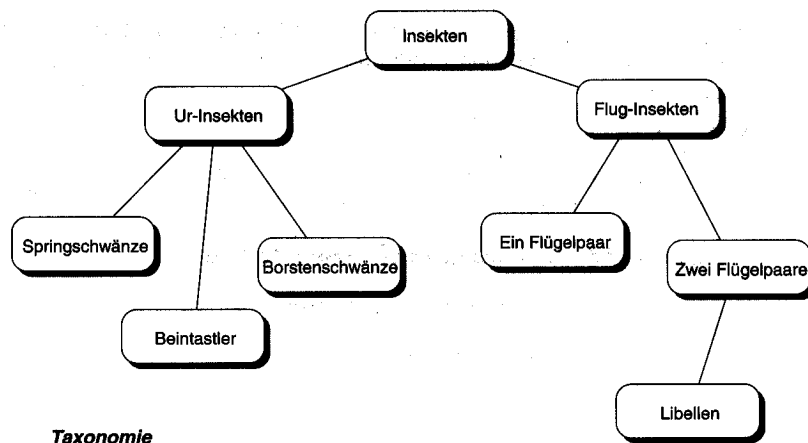 Insekten
Ur-Insekten
Flug-Insekten
Springschwänze
Borstenschwänze
Ein Flügelpaar
Zwei Flügelpaare
Beintastler
Libellen
Taxonomie